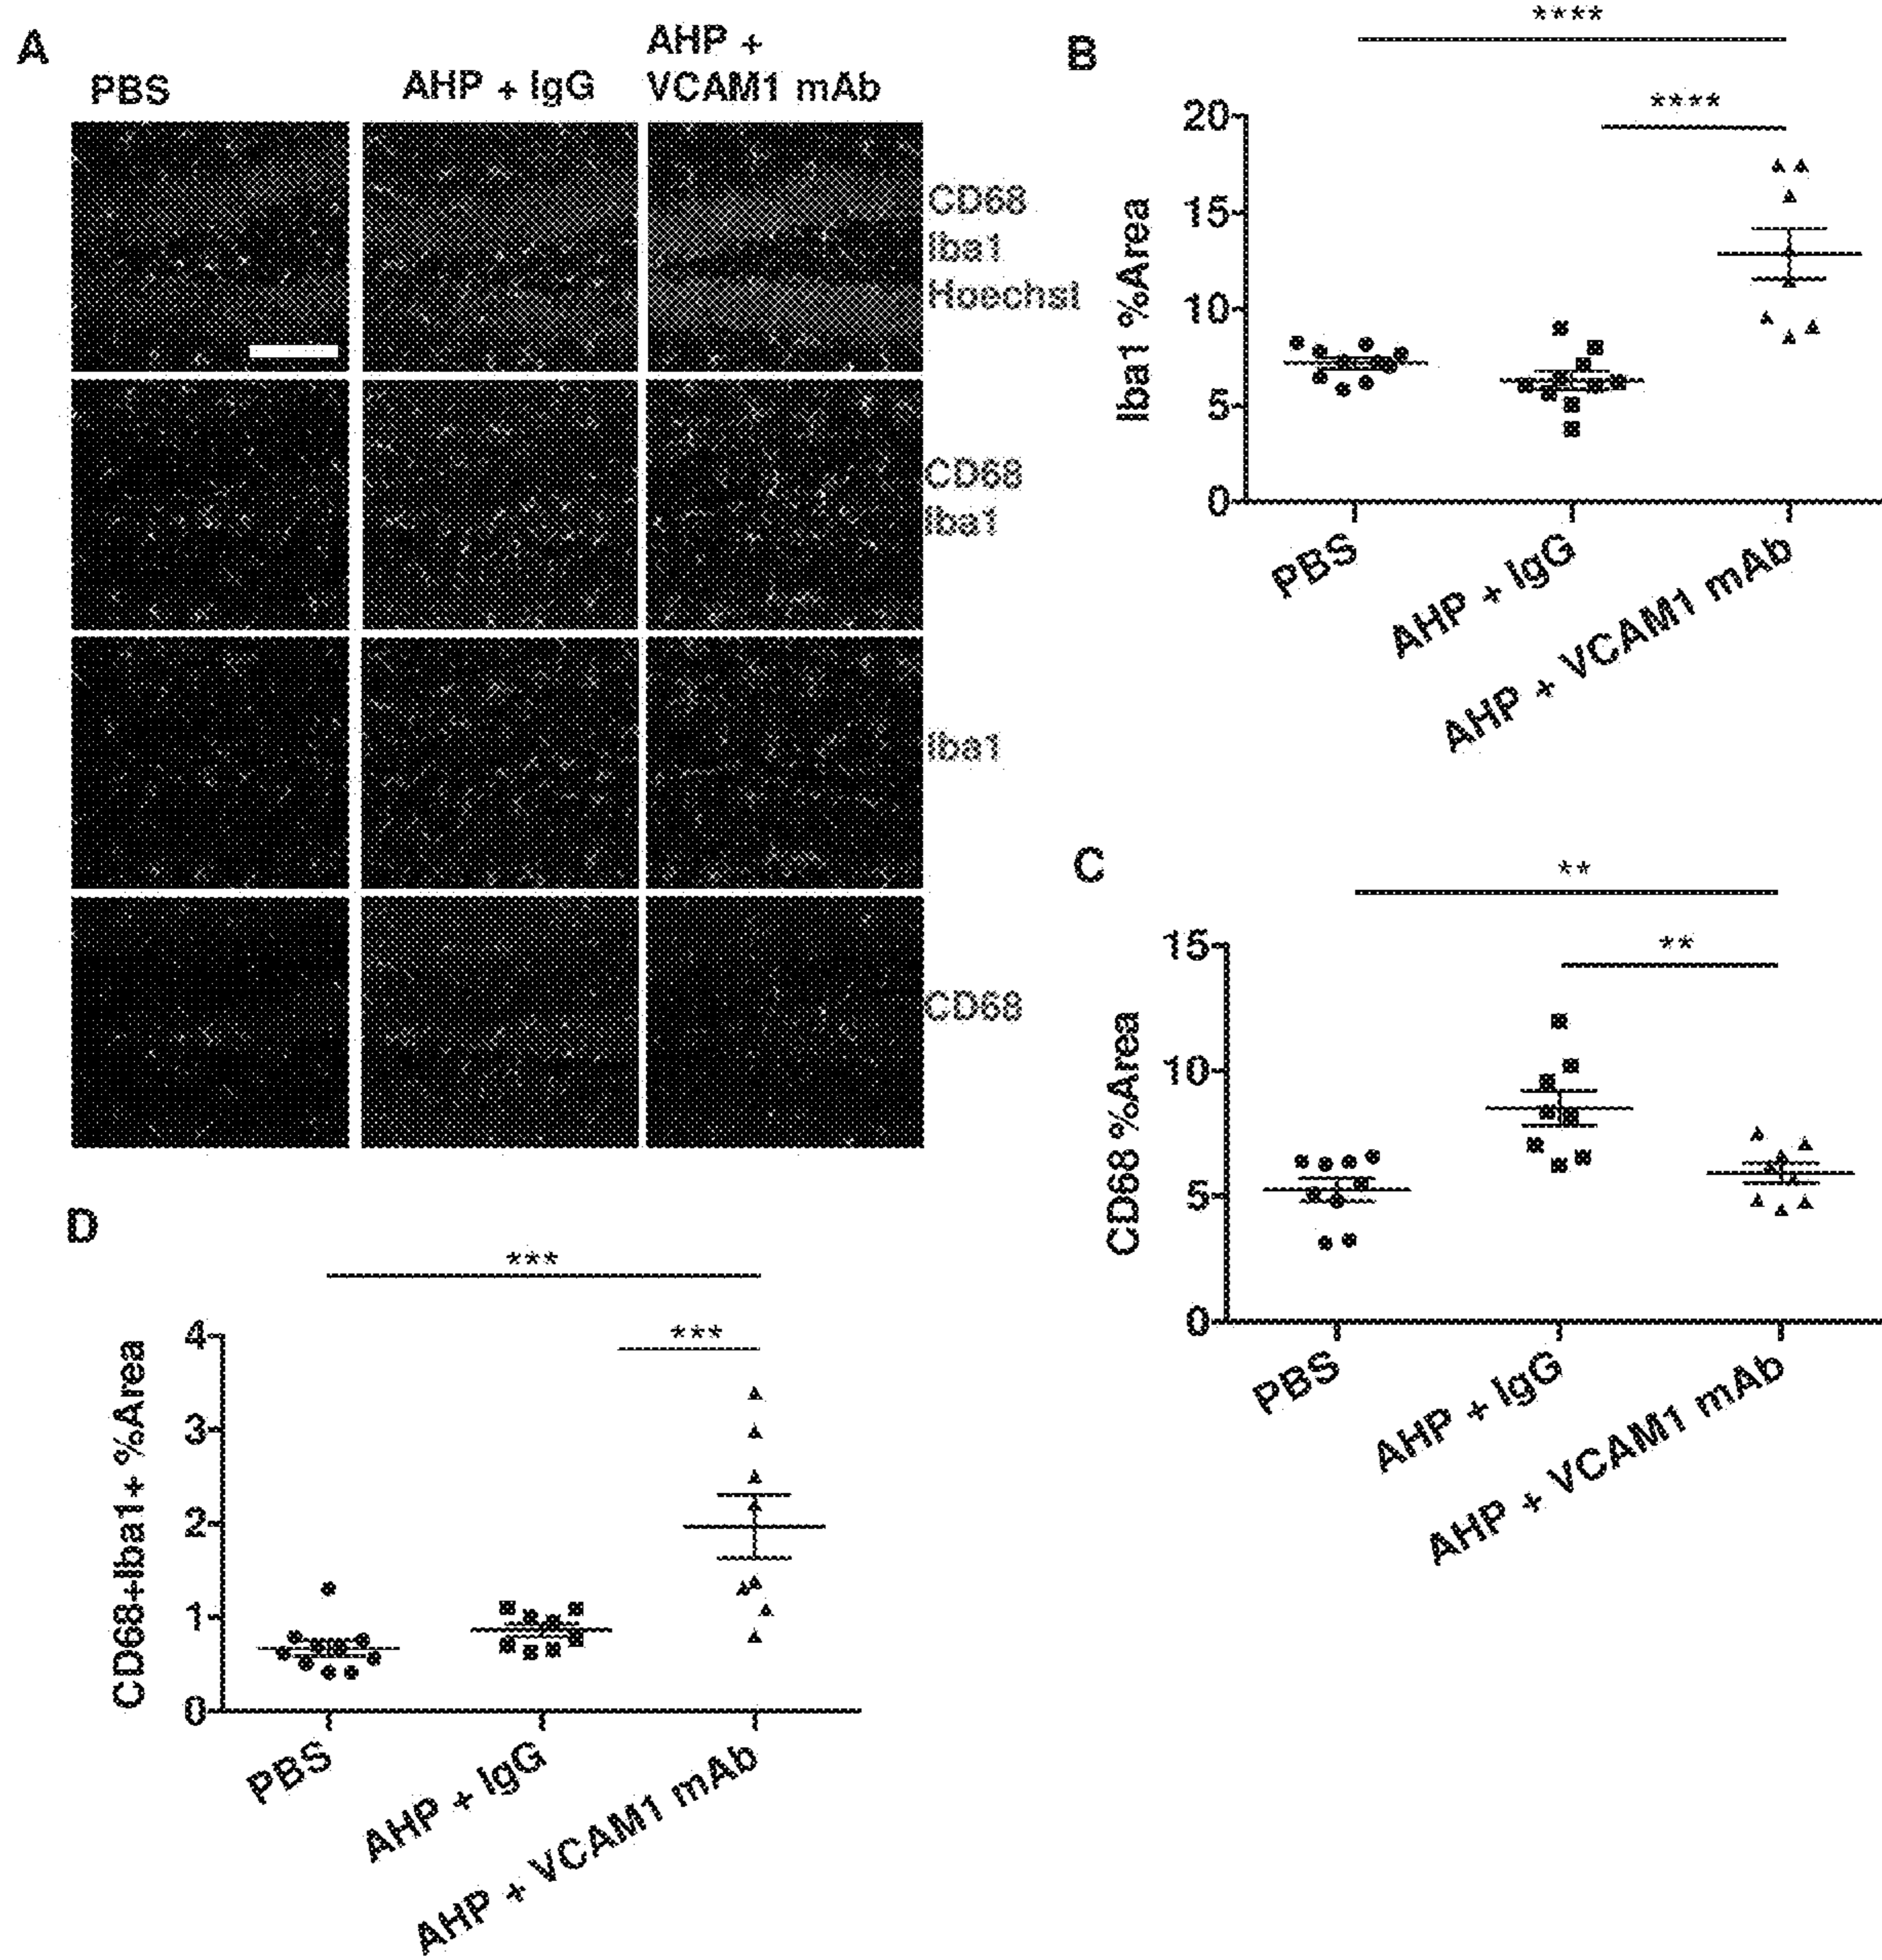 A
PBS
AHP + IgG
AHP +
VCAM1 mAb
CD68
Iba1
Hoechst
CD68
Iba1
Iba1
CD68
B
****
****
Iba1 %Area
20
15
10
5
0
PBS
AHP + IgG
AHP + VCAM1 mAb
C
**
**
CD68 %Area
15
10
5
0
PBS
AHP + IgG
AHP + VCAM1 mAb
D
***
***
CD68+Iba1+ %Area
4
3
2
1
0
PBS
AHP + IgG
AHP + VCAM1 mAb